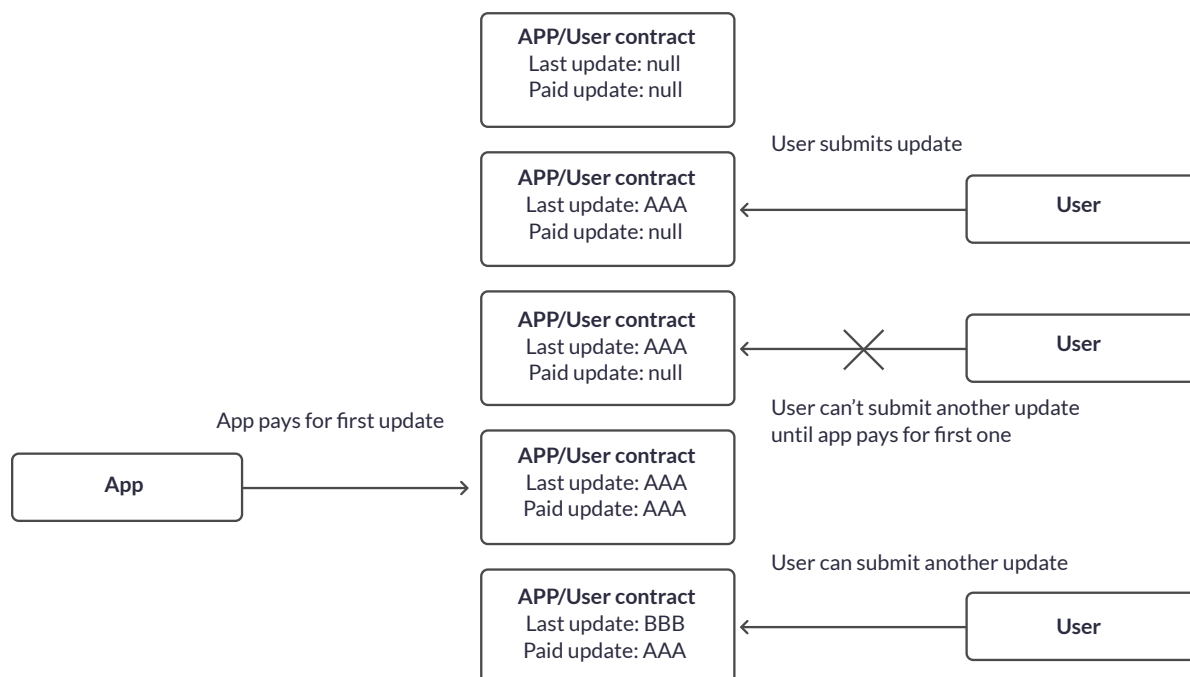 APP/User contract
Last update: null
Paid update: null
User submits update
APP/User contract
Last update: AAA
Paid update: null
User
APP/User contract
Last update: AAA
Paid update: null
User
User can’t submit another update
until app pays for first one
App pays for first update
App
APP/User contract
Last update: AAA
Paid update: AAA
User can submit another update
APP/User contract
Last update: BBB
Paid update: AAA
User